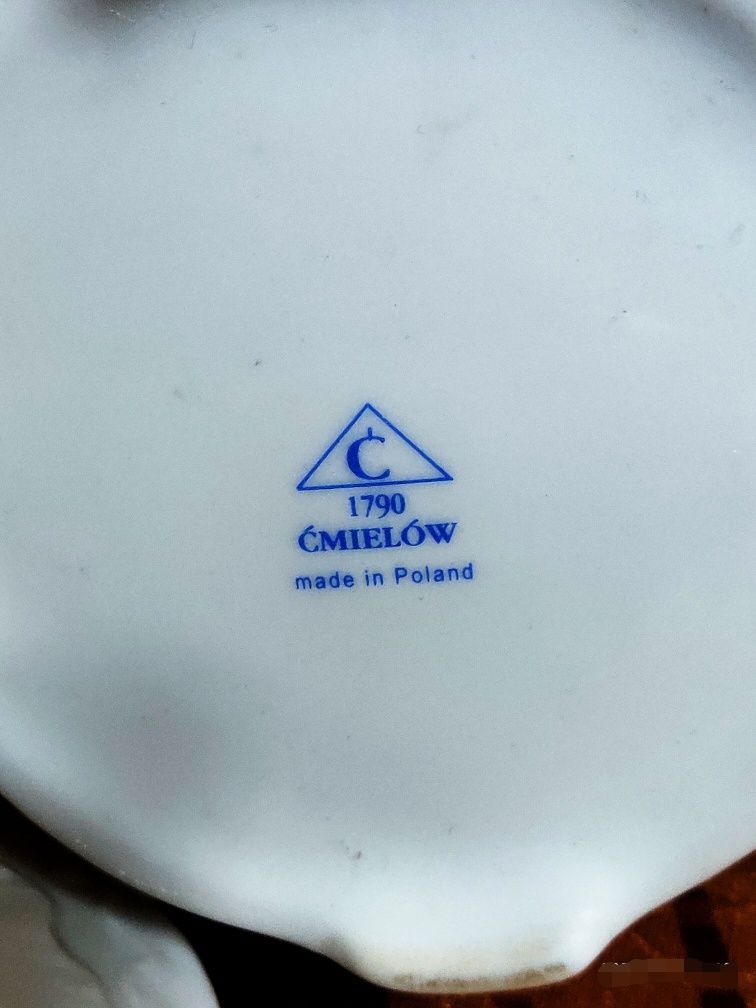 Ć
1790
ĆMIELÓW
made in Poland